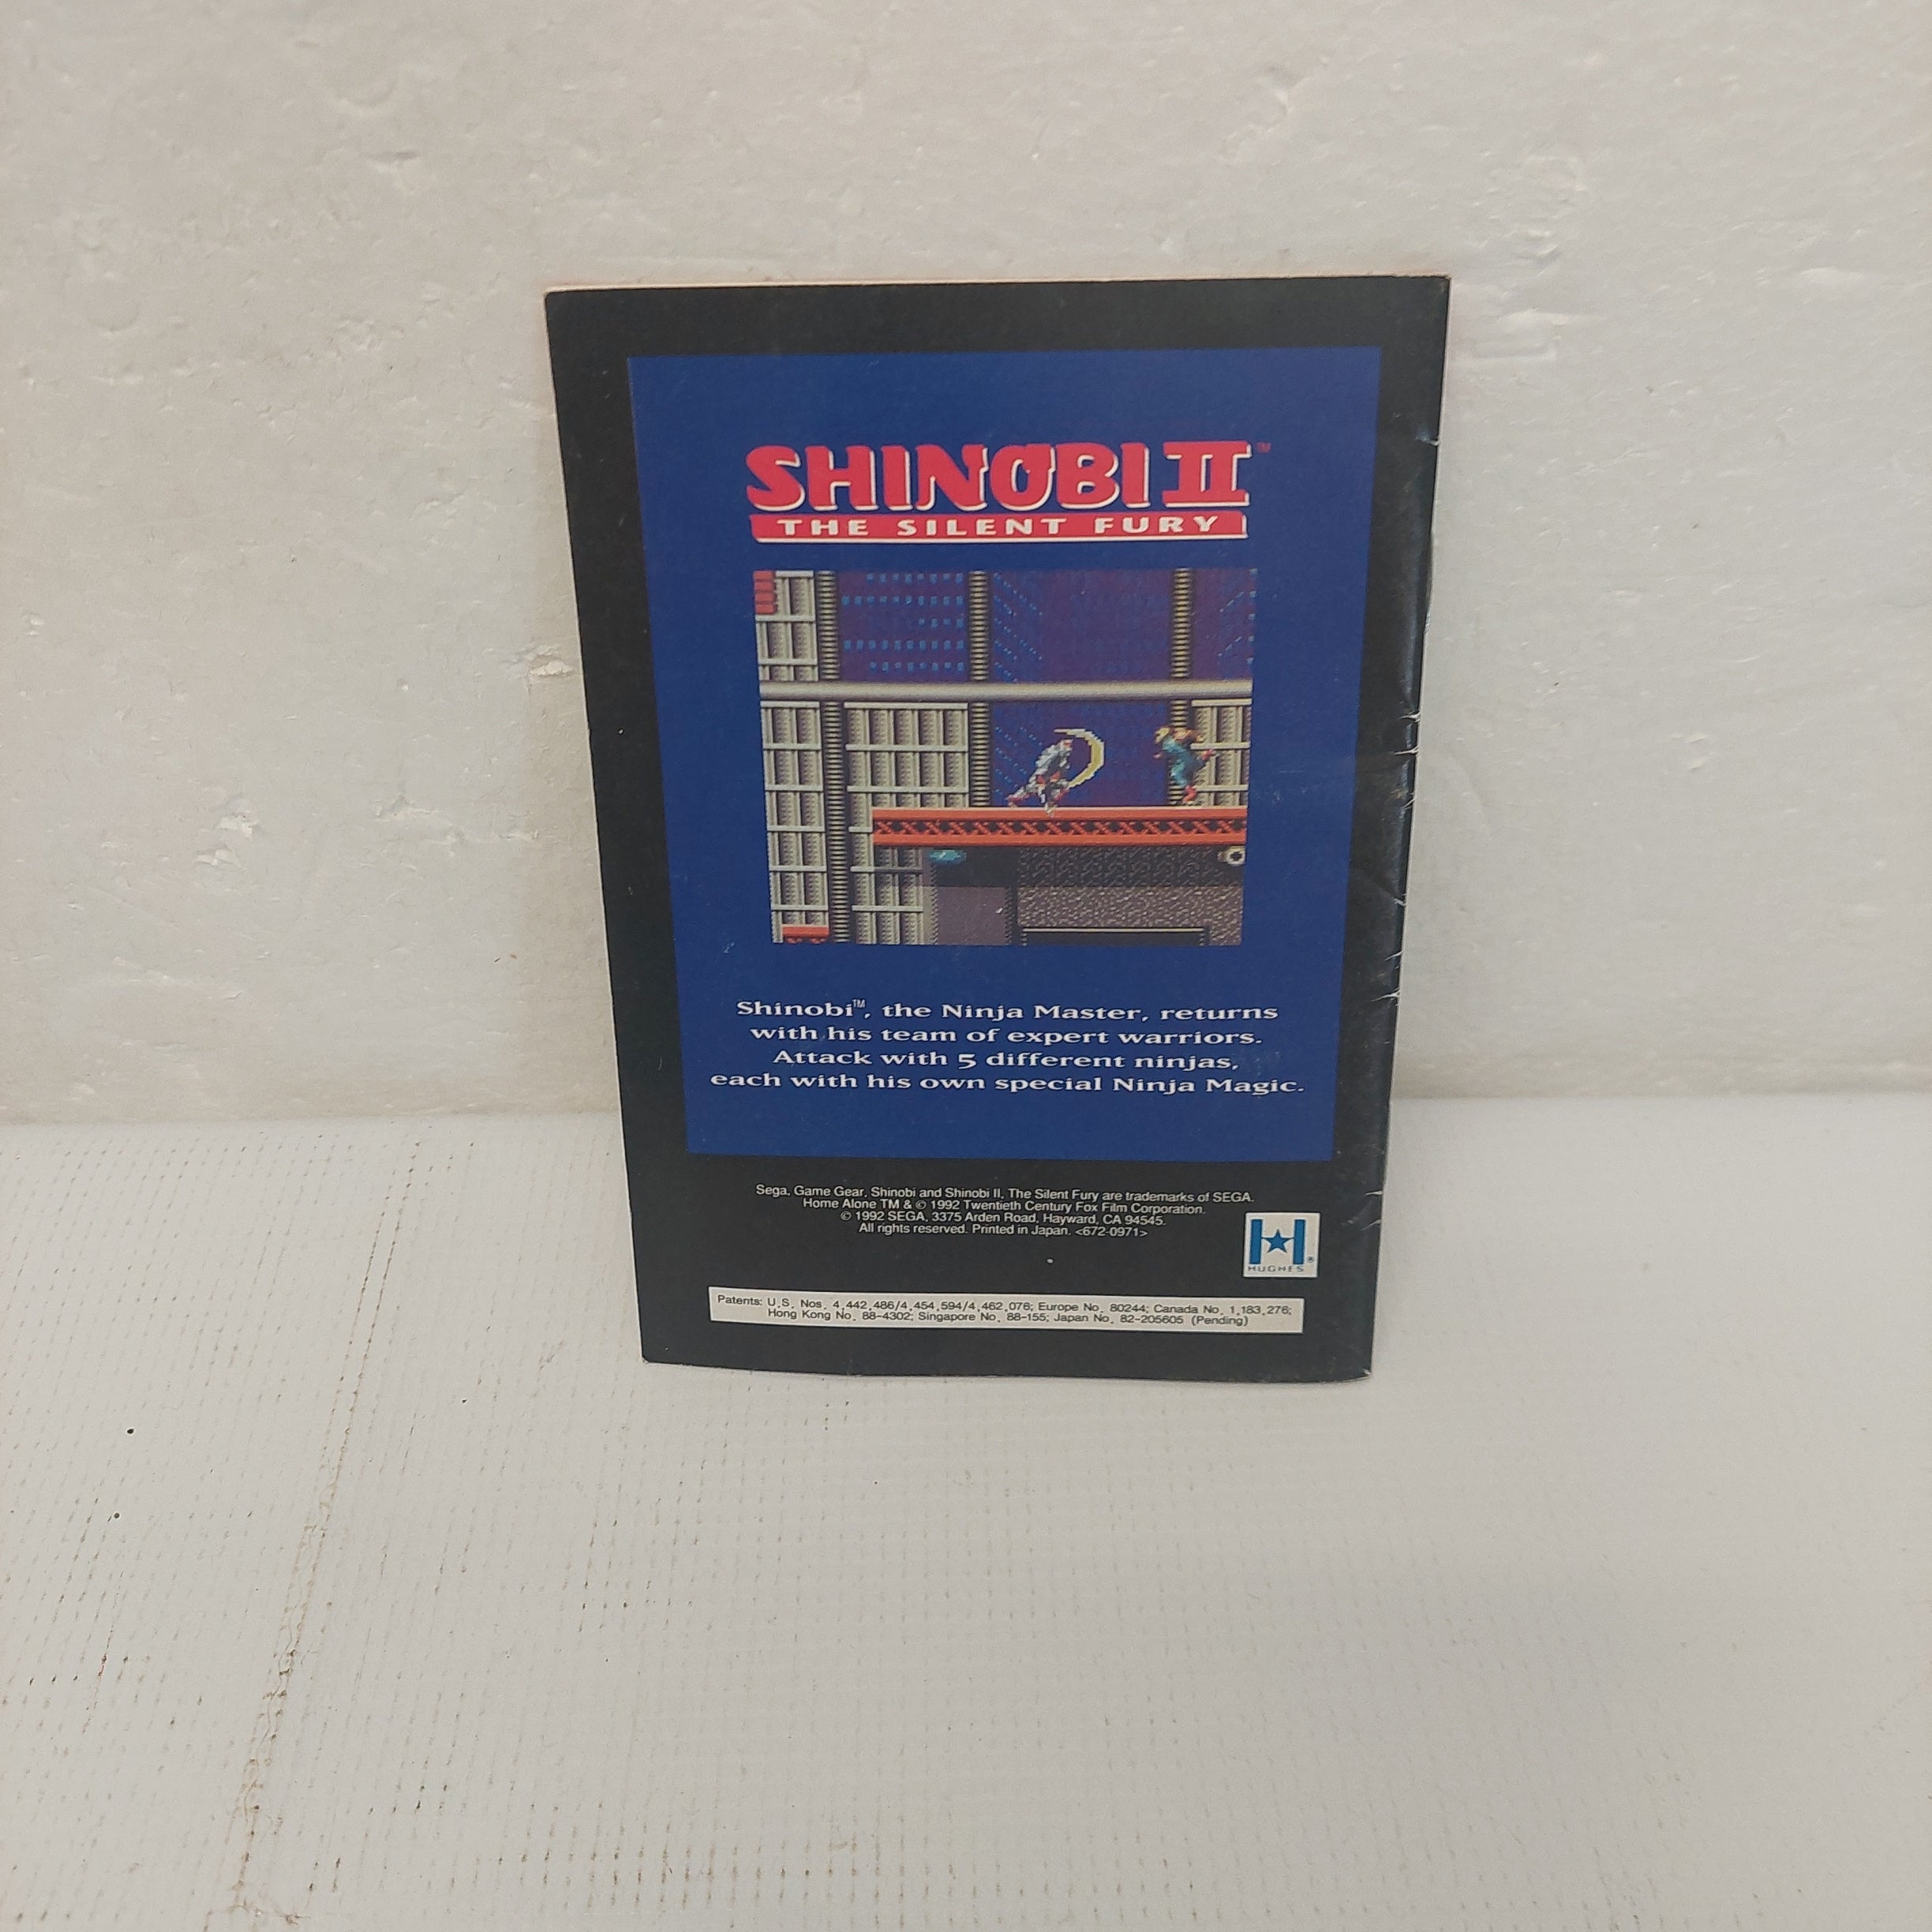 SHINOBI II™
THE SILENT FURY
Shinobi™, the Ninja Master, returns
with his team of expert warriors.
Attack with 5 different ninjas,
each with his own special Ninja Magic.
Sega, Game Gear, Shinobi and Shinobi II, The Silent Fury are trademarks of SEGA.
Home Alone TM & © 1992 Twentieth Century Fox Film Corporation.
© 1992 SEGA, 3375 Arden Road, Hayward, CA 94545.
All rights reserved. Printed in Japan. <672-0971>
H®
HUGHES
Patents: U.S. Nos. 4,442,486/4,454,594/4,462,076; Europe No. 80244; Canada No. 1,183,276;
Hong Kong No. 88-4302; Singapore No. 88-155; Japan No. 82-205605 (Pending)